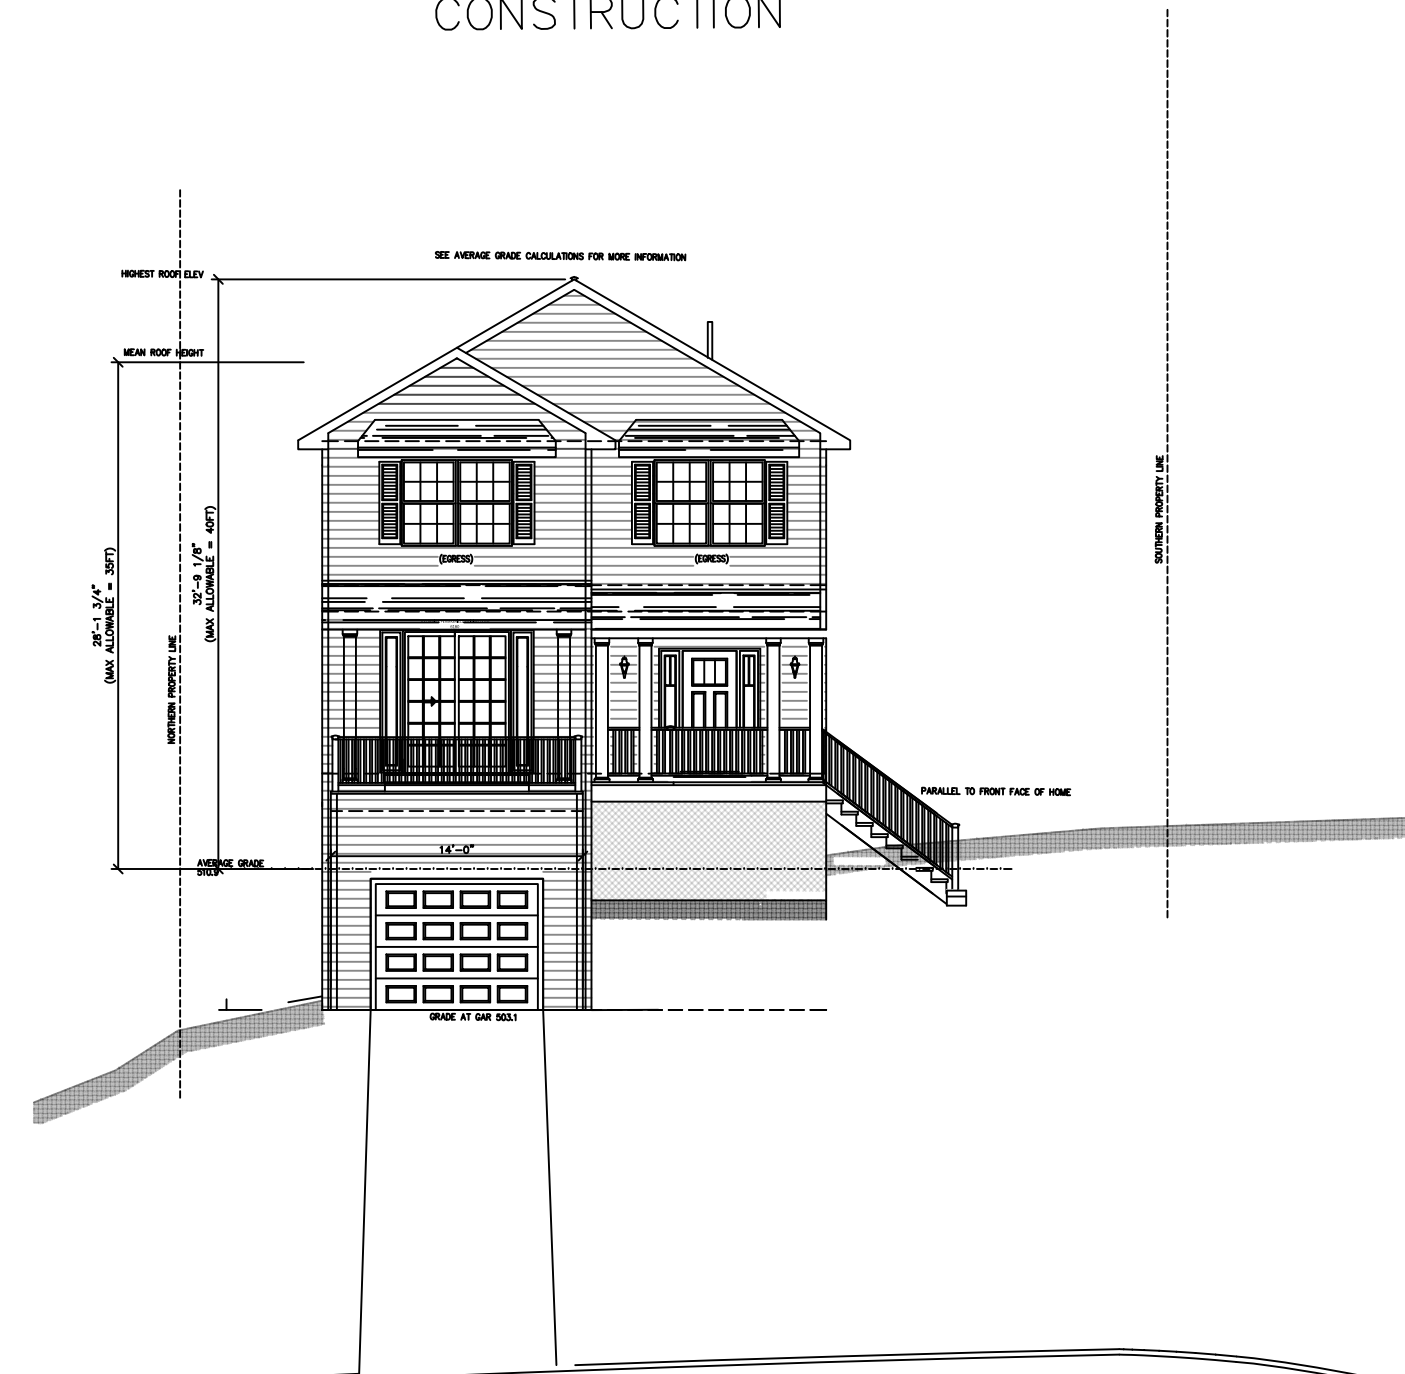 CONSTRUCTION
SEE AVERAGE GRADE CALCULATIONS FOR MORE INFORMATION
HIGHEST ROOF ELEV
MEAN ROOF HEIGHT
28'-1 3/4"
(MAX ALLOWABLE = 35FT)
32'-9 1/8"
(MAX ALLOWABLE = 40FT)
NORTHERN PROPERTY LINE
SOUTHERN PROPERTY LINE
(EGRESS)
(EGRESS)
PARALLEL TO FRONT FACE OF HOME
14'-0"
AVERAGE GRADE
510.9
GRADE AT GAR 503.1